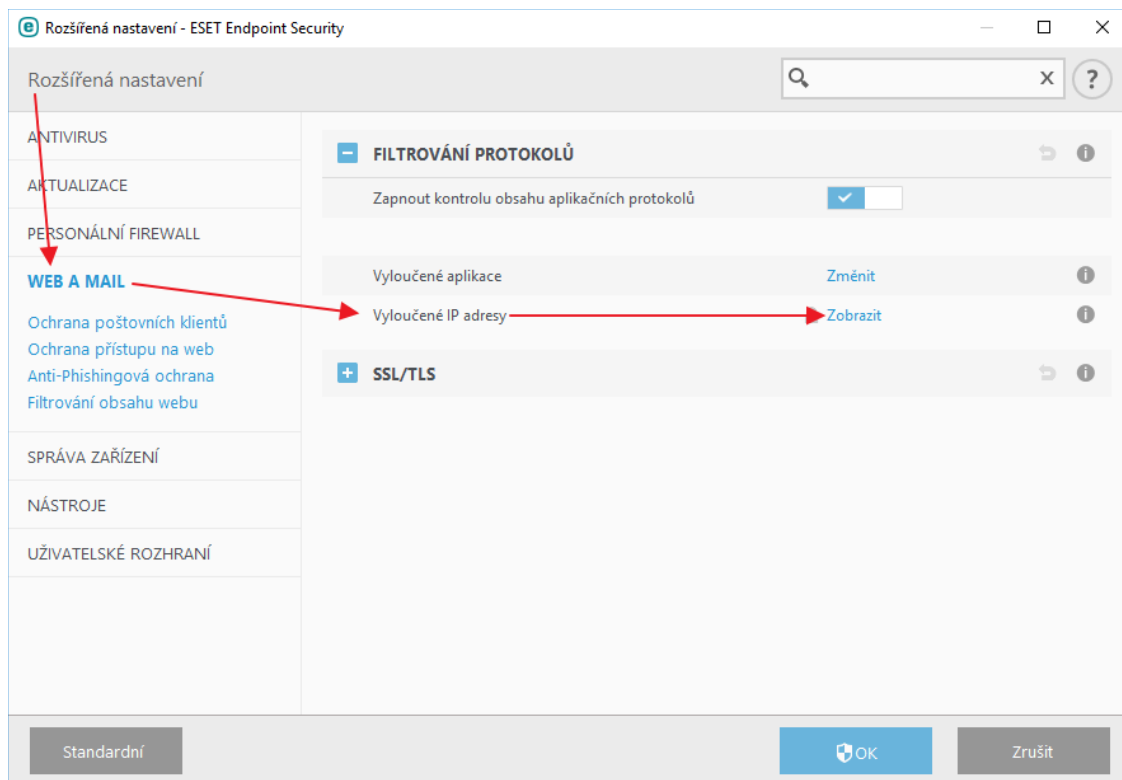 Rozšířená nastavení - ESET Endpoint Security
Rozšířená nastavení
ANTIVIRUS
AKTUALIZACE
PERSONÁLNÍ FIREWALL
WEB A MAIL
Ochrana poštovních klientů
Ochrana přístupu na web
Anti-Phishingová ochrana
Filtrování obsahu webu
SPRÁVA ZAŘÍZENÍ
NÁSTROJE
UŽIVATELSKÉ ROZHRANÍ
FILTROVÁNÍ PROTOKOLŮ
Zapnout kontrolu obsahu aplikačních protokolů
Vyloučené aplikace Změnit
Vyloučené IP adresy Zobrazit
SSL/TLS
Standardní
OK
Zrušit